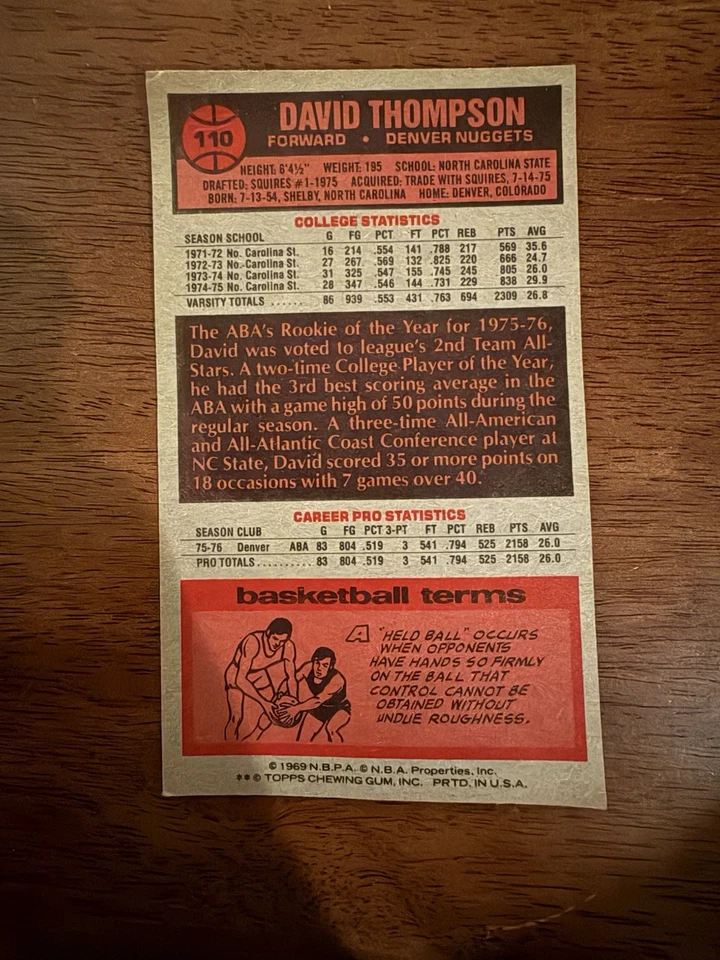 110
DAVID THOMPSON
FORWARD • DENVER NUGGETS
HEIGHT: 6'4½" WEIGHT: 195 SCHOOL: NORTH CAROLINA STATE
DRAFTED: SQUIRES #1-1975 ACQUIRED: TRADE WITH SQUIRES, 7-14-75
BORN: 7-13-54, SHELBY, NORTH CAROLINA HOME: DENVER, COLORADO
COLLEGE STATISTICS
SEASON SCHOOL G FG PCT FT PCT REB PTS AVG
1971-72 No. Carolina St. 16 214 .554 141 .788 217 569 35.6
1972-73 No. Carolina St. 27 267 .569 132 .825 220 666 24.7
1973-74 No. Carolina St. 31 325 .547 155 .745 245 805 26.0
1974-75 No. Carolina St. 28 347 .546 144 .731 229 838 29.9
VARSITY TOTALS ...... 86 939 .553 431 .763 694 2309 26.8
The ABA's Rookie of the Year for 1975-76,
David was voted to league's 2nd Team All-
Stars. A two-time College Player of the Year,
he had the 3rd best scoring average in the
ABA with a game high of 50 points during the
regular season. A three-time All-American
and All-Atlantic Coast Conference player at
NC State, David scored 35 or more points on
18 occasions with 7 games over 40.
CAREER PRO STATISTICS
SEASON CLUB G FG PCT 3-PT FT PCT REB PTS AVG
75-76 Denver ABA 83 804 .519 3 541 .794 525 2158 26.0
PRO TOTALS.......... 83 804 .519 3 541 .794 525 2158 26.0
basketball terms
A "HELD BALL" OCCURS
WHEN OPPONENTS
HAVE HANDS SO FIRMLY
ON THE BALL THAT
CONTROL CANNOT BE
OBTAINED WITHOUT
UNDUE ROUGHNESS.
© 1969 N.B.P.A. © N.B.A. Properties, Inc.
** © TOPPS CHEWING GUM, INC. PRTD. IN U.S.A.